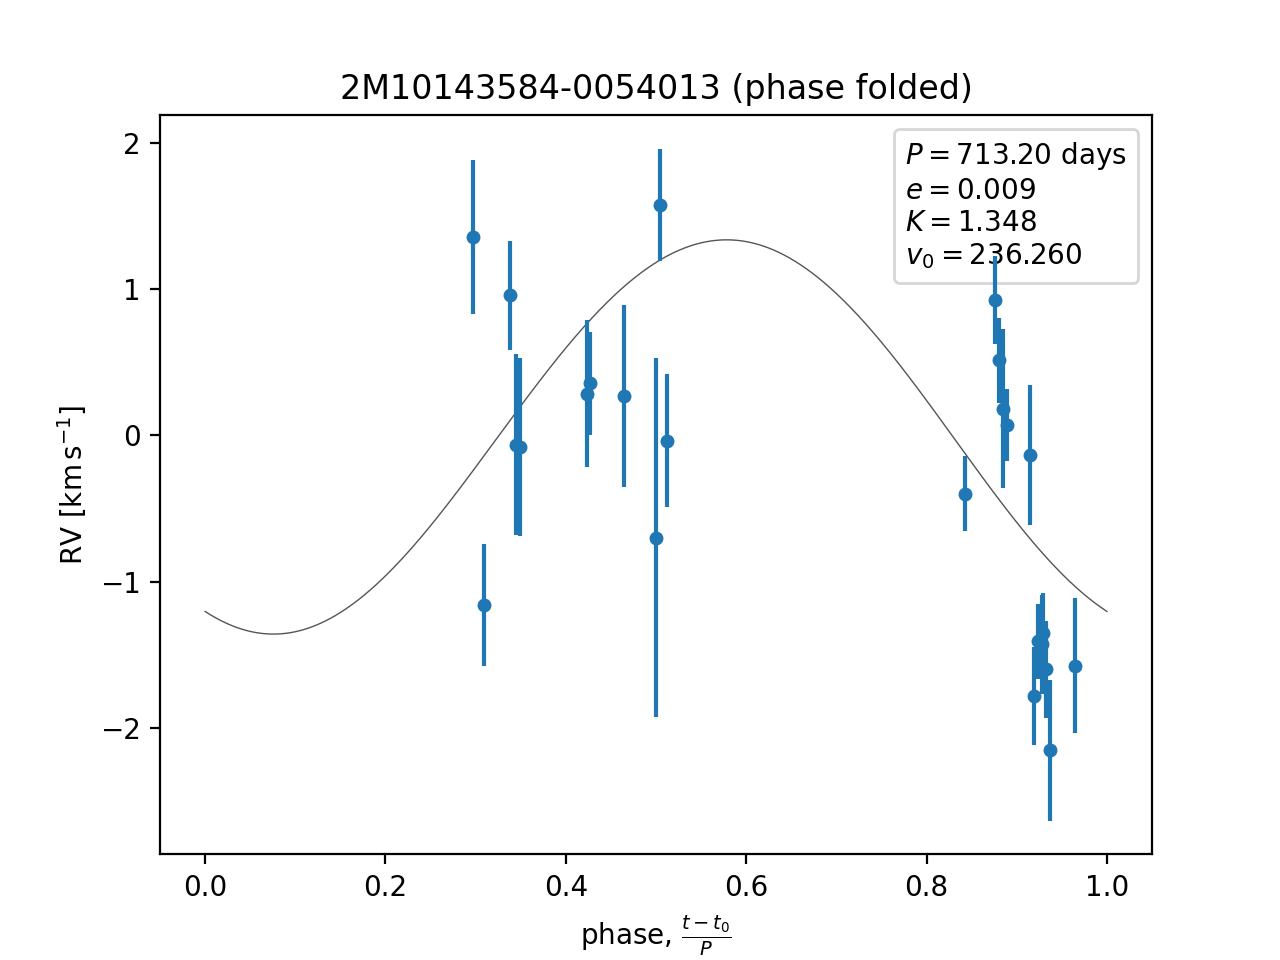 2M10143584-0054013 (phase folded)
P = 713.20 days
e = 0.009
K = 1.348
v₀ = 236.260
2
1
0
−1
−2
RV [km s⁻¹]
0.0 0.2 0.4 0.6 0.8 1.0
phase, (t − t₀)/P